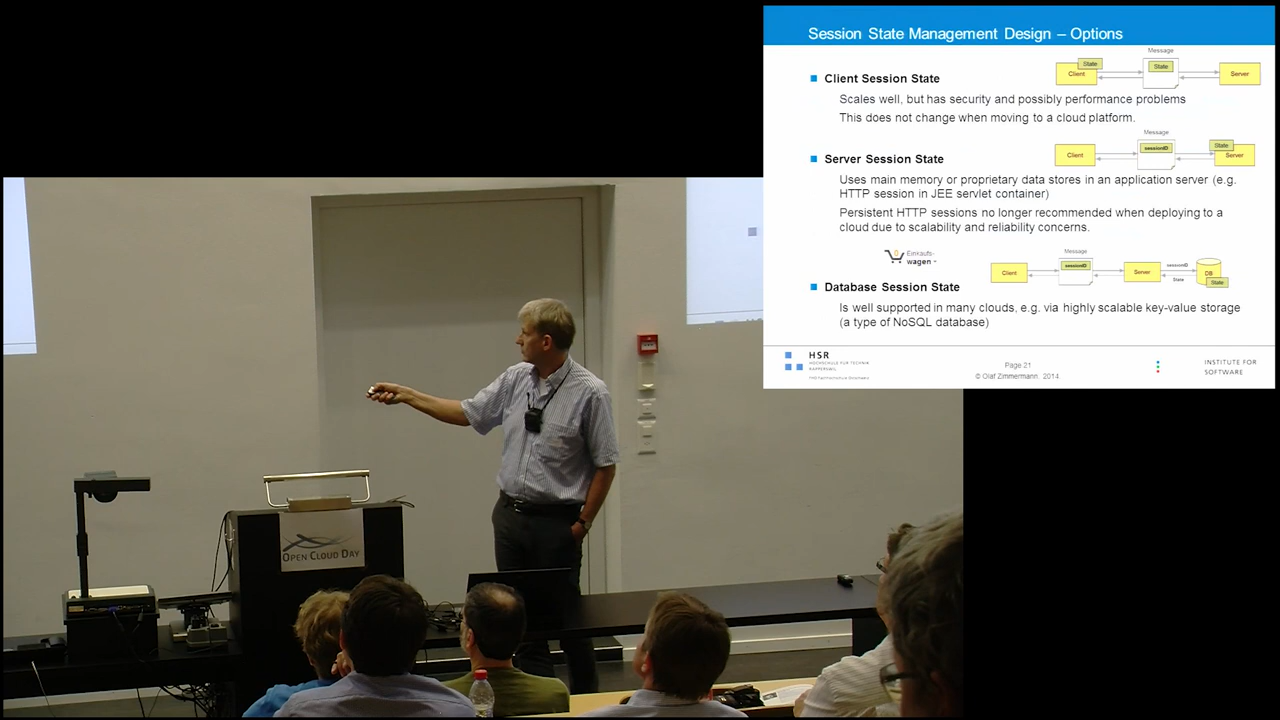 Session State Management Design – Options
Message
Client Session State
State
Client
State
Server
Scales well, but has security and possibly performance problems
This does not change when moving to a cloud platform.
Message
Server Session State
Client
sessionID
State
Server
Uses main memory or proprietary data stores in an application server (e.g.
HTTP session in JEE servlet container)
Persistent HTTP sessions no longer recommended when deploying to a
cloud due to scalability and reliability concerns.
Einkaufs-
wagen
Message
Client
sessionID
Server
sessionID
State
DB
State
Database Session State
Is well supported in many clouds, e.g. via highly scalable key-value storage
(a type of NoSQL database)
HSR
HOCHSCHULE FÜR TECHNIK
RAPPERSWIL
Page 21
© Olaf Zimmermann, 2014.
INSTITUTE FOR
SOFTWARE
OPEN CLOUD DAY